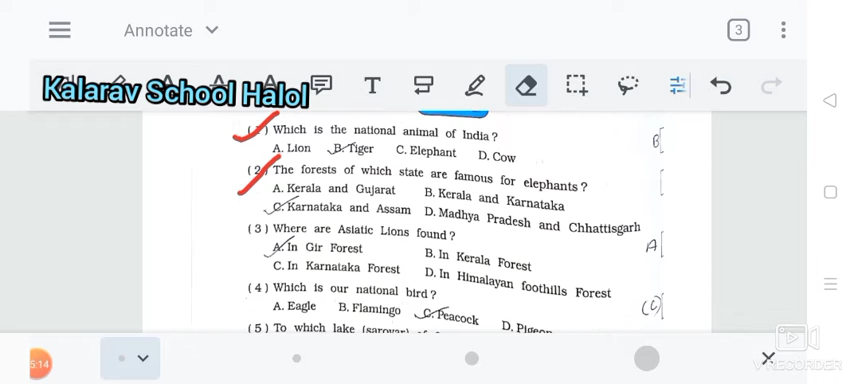 Annotate
3
Kalarav School Halol
T
(1) Which is the national animal of India?
A. Lion B. Tiger C. Elephant D. Cow
B[
(2) The forests of which state are famous for elephants?
[
A. Kerala and Gujarat B. Kerala and Karnataka
C. Karnataka and Assam D. Madhya Pradesh and Chhattisgarh
(3) Where are Asiatic Lions found?
A[
A. In Gir Forest B. In Kerala Forest
C. In Karnataka Forest D. In Himalayan foothills Forest
(4) Which is our national bird?
(C)[
A. Eagle B. Flamingo C. Peacock D. Pigeon
(5) To which lake (sarovar)
5:14
V RECORDER